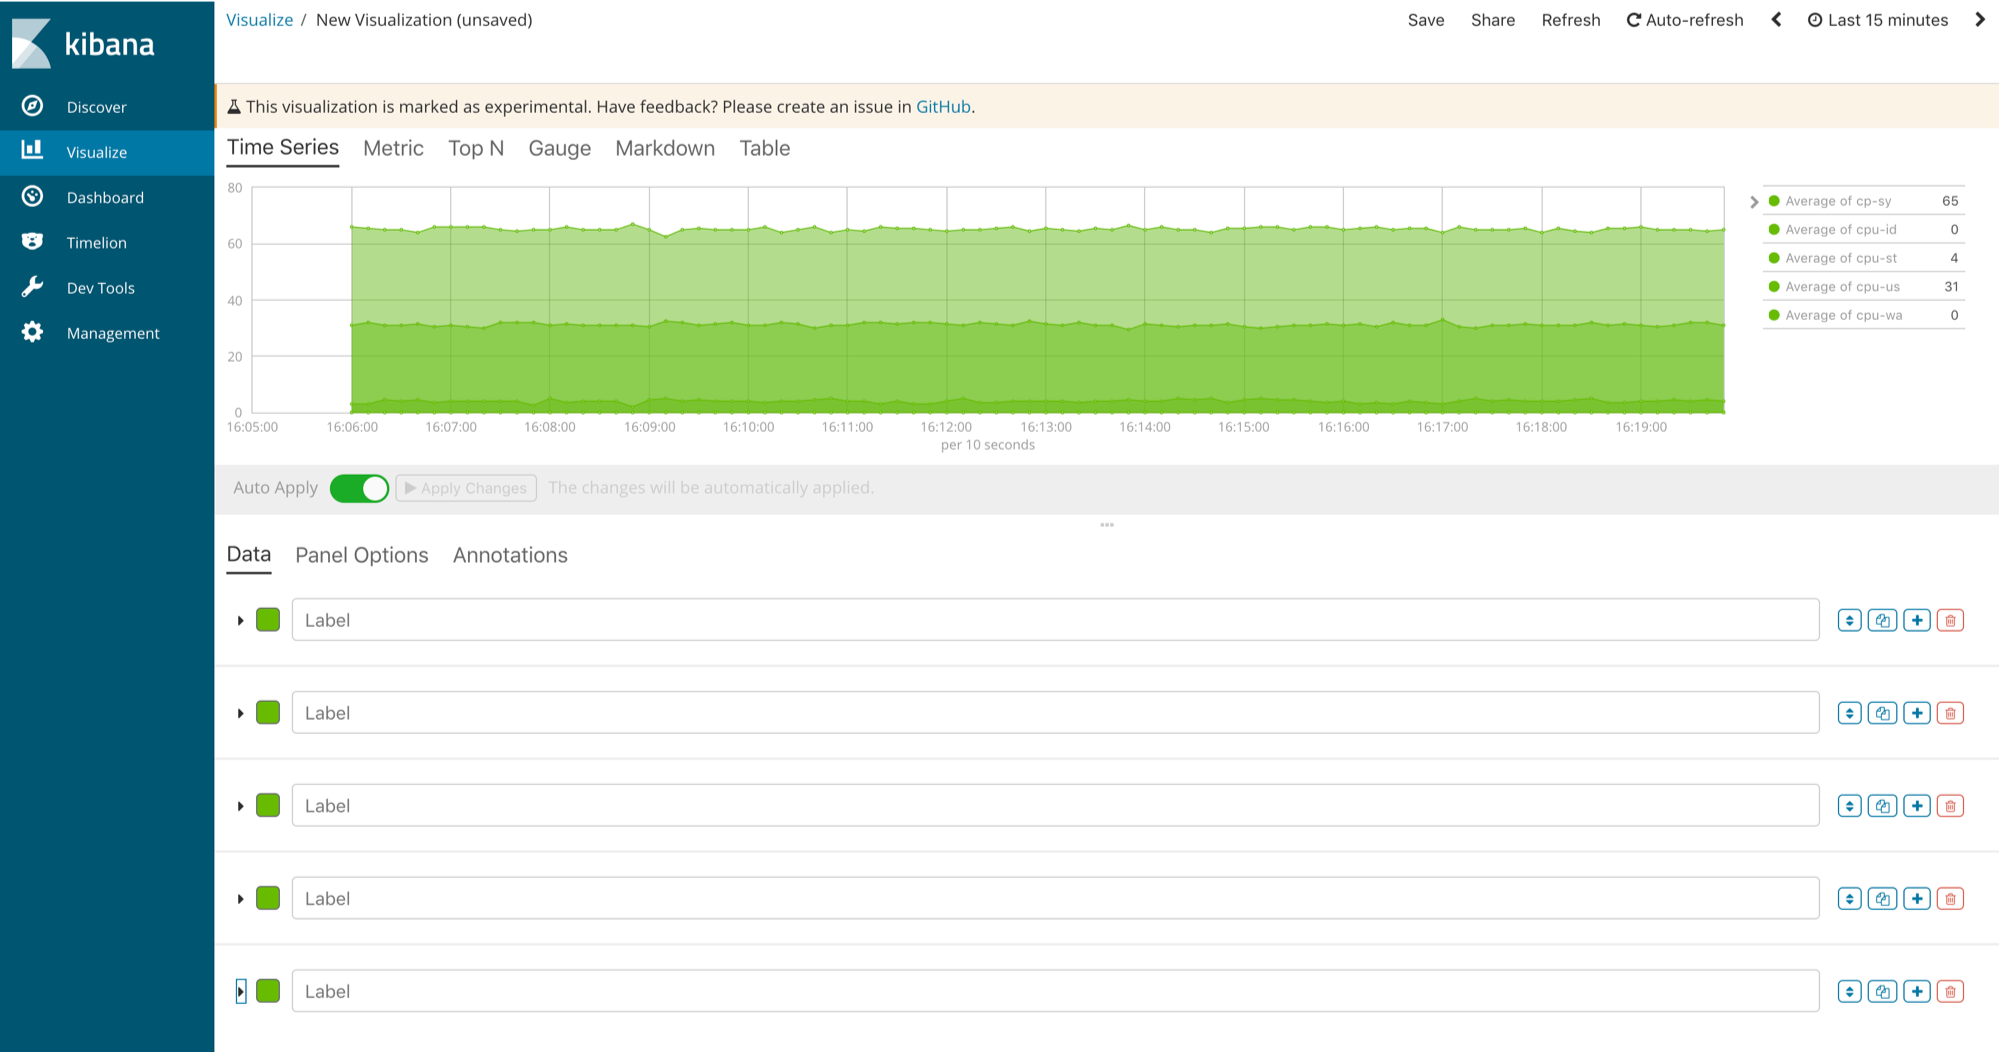 kibana
Discover
Visualize
Dashboard
Timelion
Dev Tools
Management
Visualize / New Visualization (unsaved)
Save Share Refresh Auto-refresh Last 15 minutes
This visualization is marked as experimental. Have feedback? Please create an issue in GitHub.
Time Series Metric Top N Gauge Markdown Table
80
60
40
20
0
16:05:00 16:06:00 16:07:00 16:08:00 16:09:00 16:10:00 16:11:00 16:12:00 16:13:00 16:14:00 16:15:00 16:16:00 16:17:00 16:18:00 16:19:00
per 10 seconds
Average of cp-sy 65
Average of cpu-id 0
Average of cpu-st 4
Average of cpu-us 31
Average of cpu-wa 0
Auto Apply Apply Changes The changes will be automatically applied.
Data Panel Options Annotations
Label
Label
Label
Label
Label